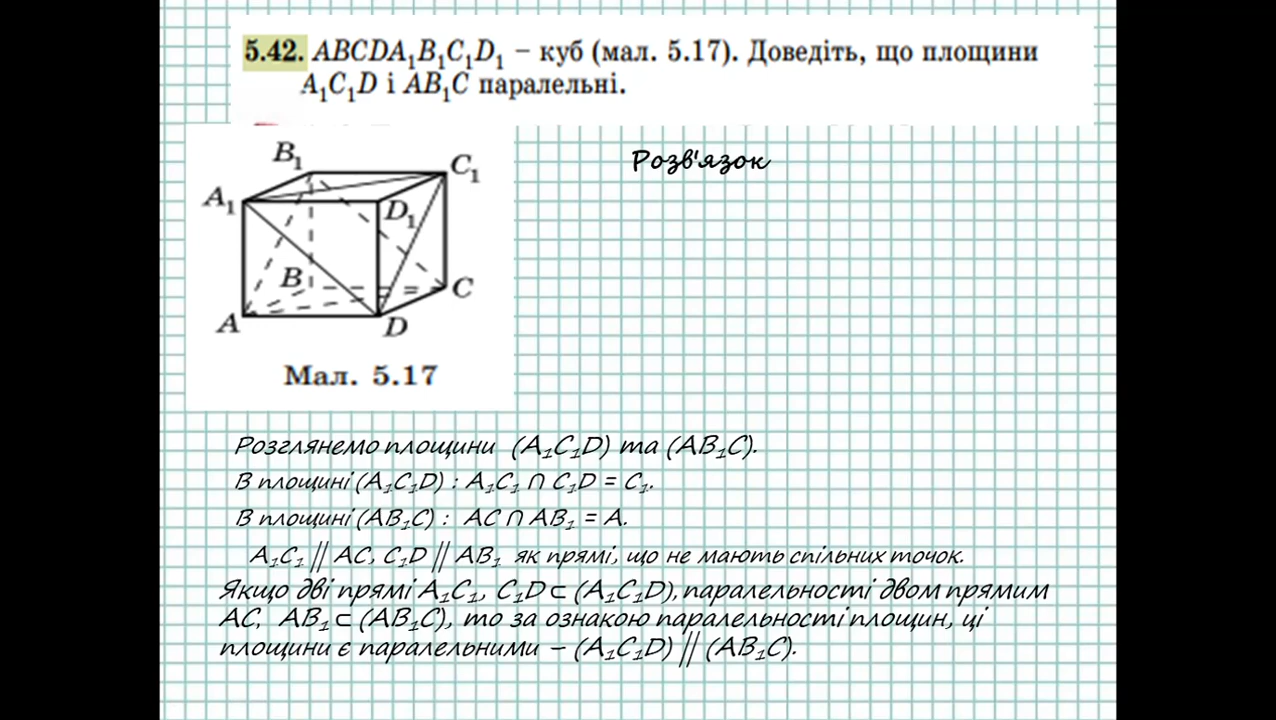 5.42. ABCDA₁B₁C₁D₁ – куб (мал. 5.17). Доведіть, що площини
A₁C₁D і AB₁C паралельні.
Розв'язок
B₁
C₁
A₁
D₁
B
C
A
D
Мал. 5.17
Розглянемо площини (A₁C₁D) та (AB₁C).
В площині (A₁C₁D) : A₁C₁ ∩ C₁D = C₁.
В площині (AB₁C) : AC ∩ AB₁ = A.
A₁C₁ || AC, C₁D || AB₁ як прямі, що не мають спільних точок.
Якщо дві прямі A₁C₁, C₁D ⊂ (A₁C₁D), паралельності двом прямим
AC, AB₁ ⊂ (AB₁C), то за ознакою паралельності площин, ці
площини є паралельними – (A₁C₁D) || (AB₁C).